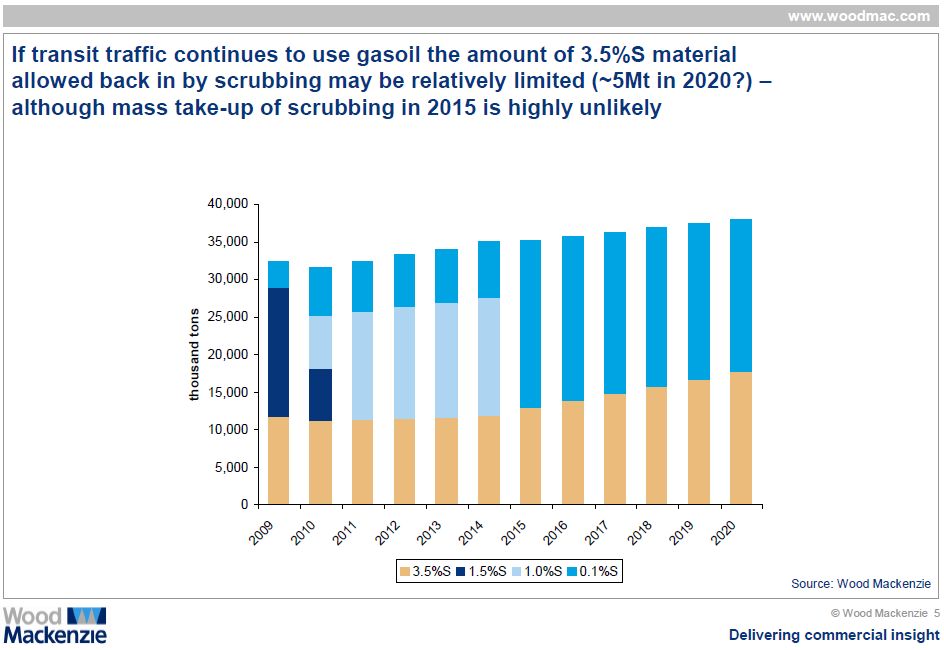 www.woodmac.com
If transit traffic continues to use gasoil the amount of 3.5%S material
allowed back in by scrubbing may be relatively limited (~5Mt in 2020?) –
although mass take-up of scrubbing in 2015 is highly unlikely
40,000
35,000
30,000
25,000
20,000
15,000
10,000
5,000
0
thousand tons
2009 2010 2011 2012 2013 2014 2015 2016 2017 2018 2019 2020
3.5%S 1.5%S 1.0%S 0.1%S
Source: Wood Mackenzie
Wood
Mackenzie
© Wood Mackenzie 5
Delivering commercial insight